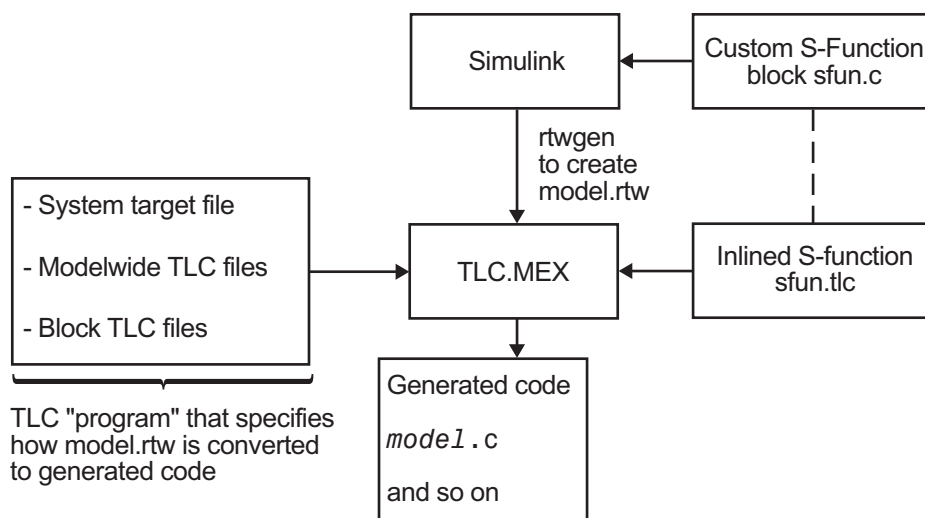 Simulink
Custom S-Function
block sfun.c
rtwgen
to create
model.rtw
- System target file
- Modelwide TLC files
- Block TLC files
TLC.MEX
Inlined S-function
sfun.tlc
TLC "program" that specifies
how model.rtw is converted
to generated code
Generated code
model.c
and so on